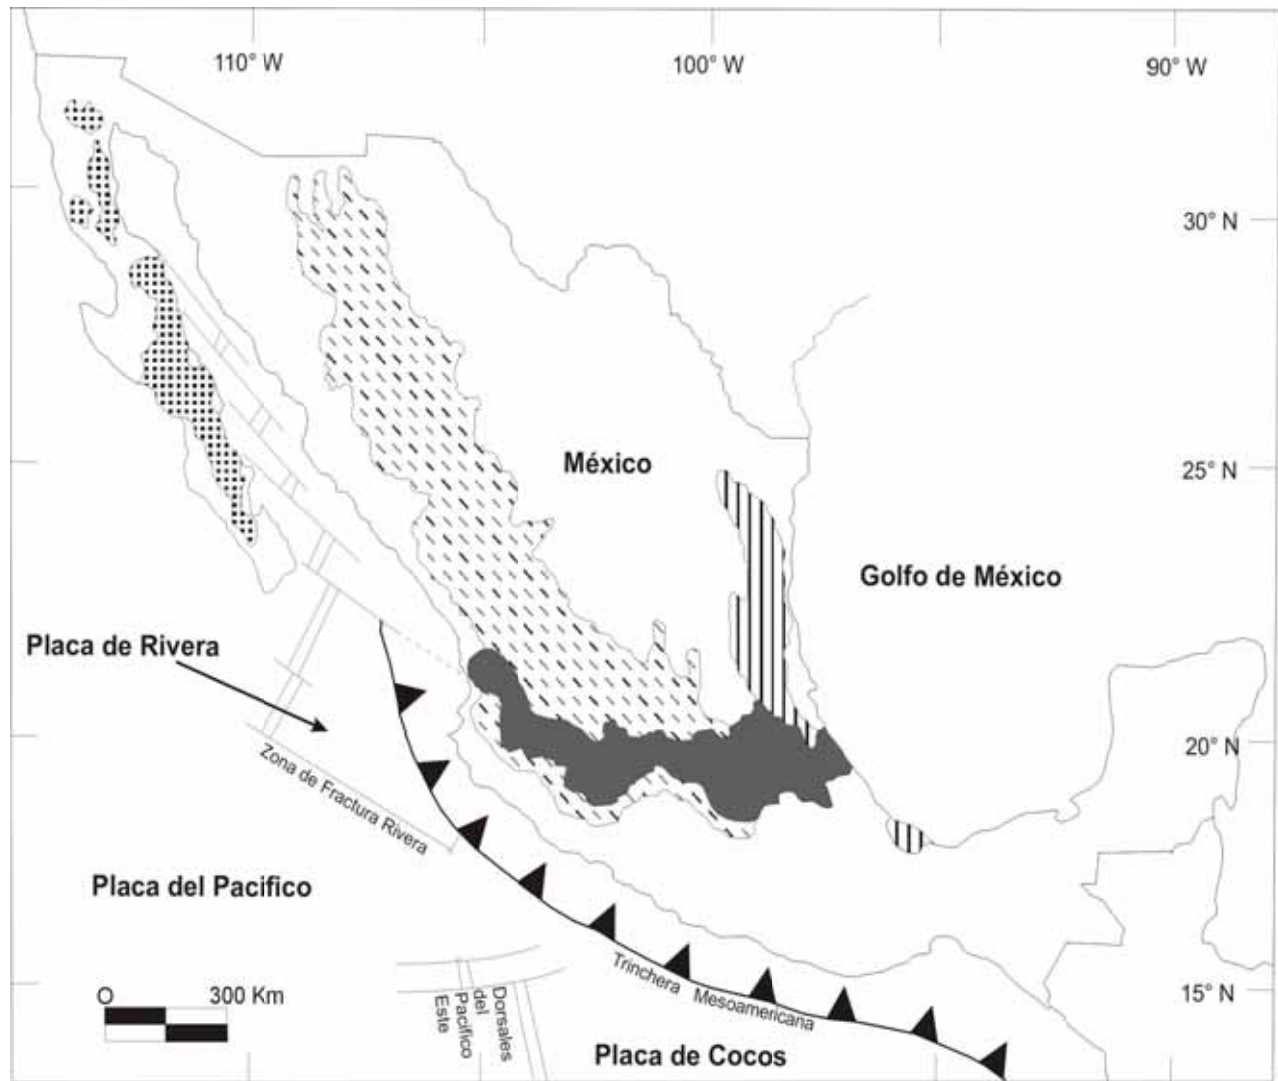 110° W
100° W
90° W
30° N
México
25° N
Golfo de México
Placa de Rivera
20° N
Zona de Fractura Rivera
Placa del Pacifico
Trinchera Mesoamericana
O 300 Km
Dorsales
del
Pacifico
Este
15° N
Placa de Cocos